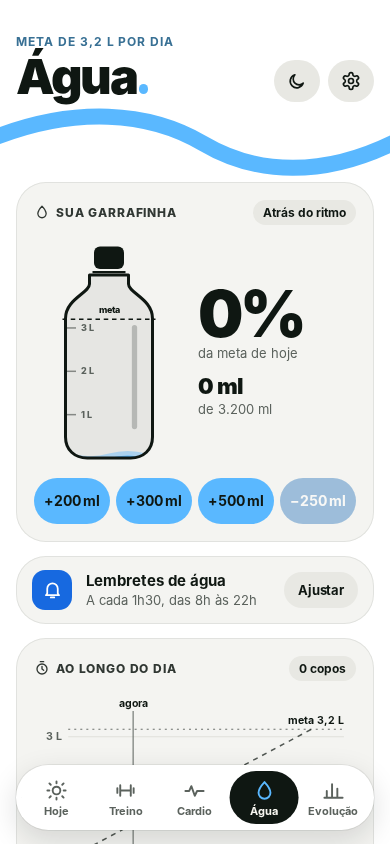 META DE 3,2 L POR DIA
Água.
SUA GARRAFINHA
Atrás do ritmo
meta
3 L
2 L
1 L
0%
da meta de hoje
0 ml
de 3.200 ml
+200 ml
+300 ml
+500 ml
−250 ml
Lembretes de água
A cada 1h30, das 8h às 22h
Ajustar
AO LONGO DO DIA
0 copos
agora
meta 3,2 L
3 L
Hoje
Treino
Cardio
Água
Evolução